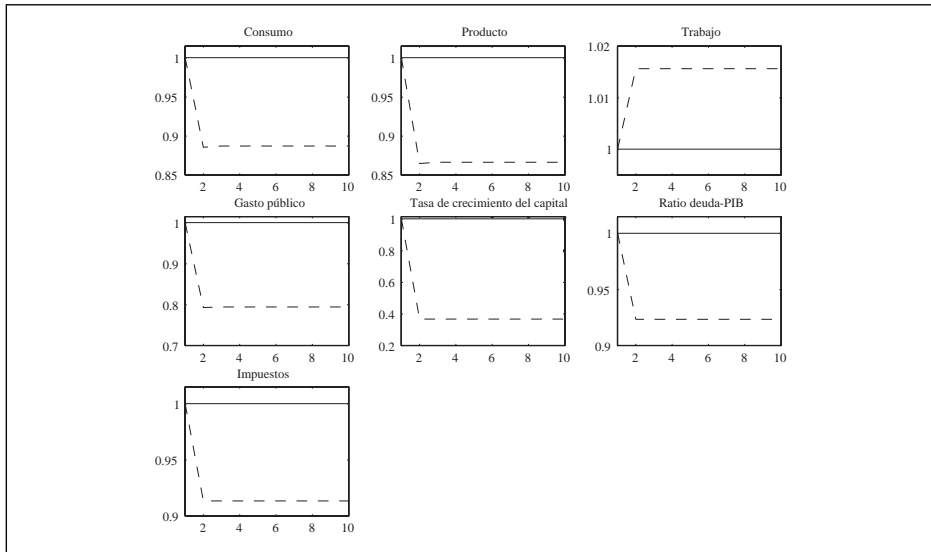 Consumo
1
0.95
0.9
0.85
2 4 6 8 10
Producto
1
0.95
0.9
0.85
2 4 6 8 10
Trabajo
1.02
1.01
1
2 4 6 8 10
Gasto público
1
0.9
0.8
0.7
2 4 6 8 10
Tasa de crecimiento del capital
1
0.8
0.6
0.4
0.2
2 4 6 8 10
Ratio deuda-PIB
1
0.95
0.9
2 4 6 8 10
Impuestos
1
0.95
0.9
2 4 6 8 10